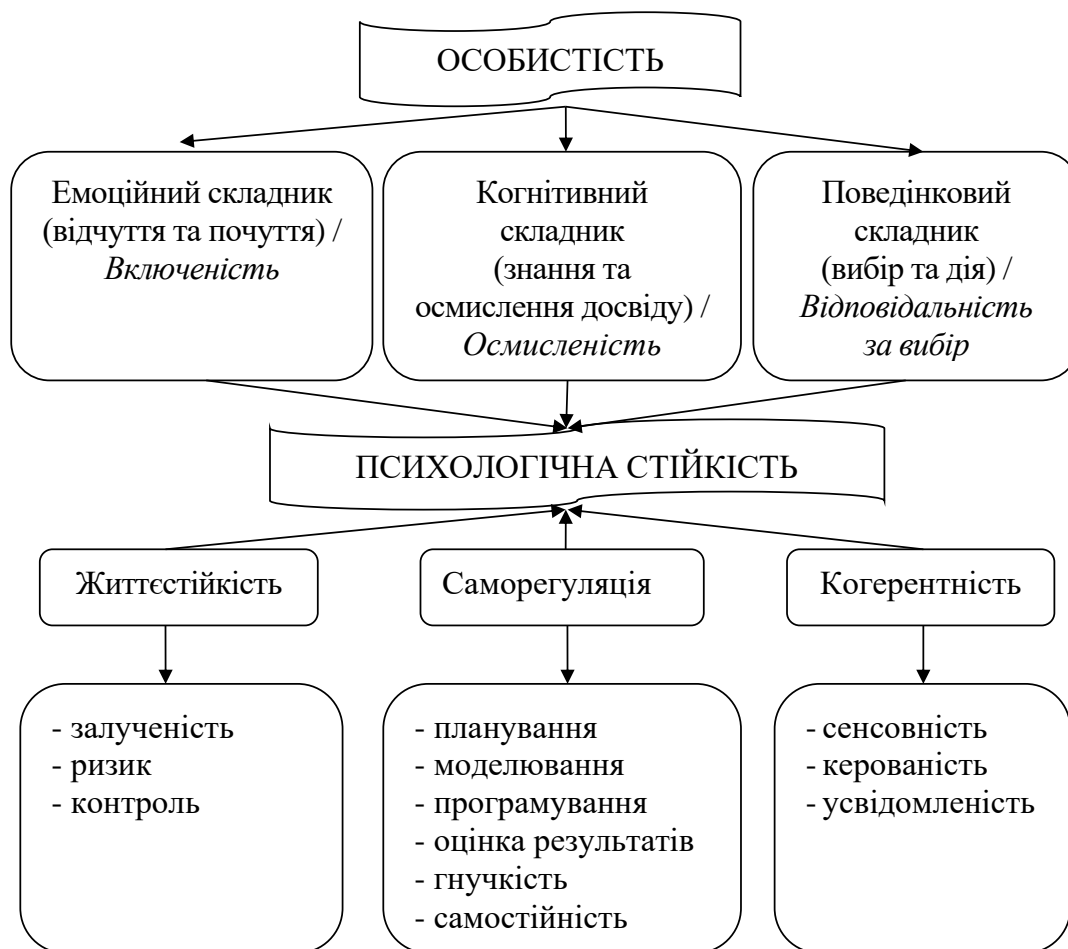 ОСОБИСТІСТЬ
Емоційний складник
(відчуття та почуття) /
Включеність
Когнітивний
складник
(знання та
осмислення досвіду) /
Осмисленість
Поведінковий
складник
(вибір та дія) /
Відповідальність
за вибір
ПСИХОЛОГІЧНА СТІЙКІСТЬ
Життєстійкість
Саморегуляція
Когерентність
- залученість
- ризик
- контроль
- планування
- моделювання
- програмування
- оцінка результатів
- гнучкість
- самостійність
- сенсовність
- керованість
- усвідомленість